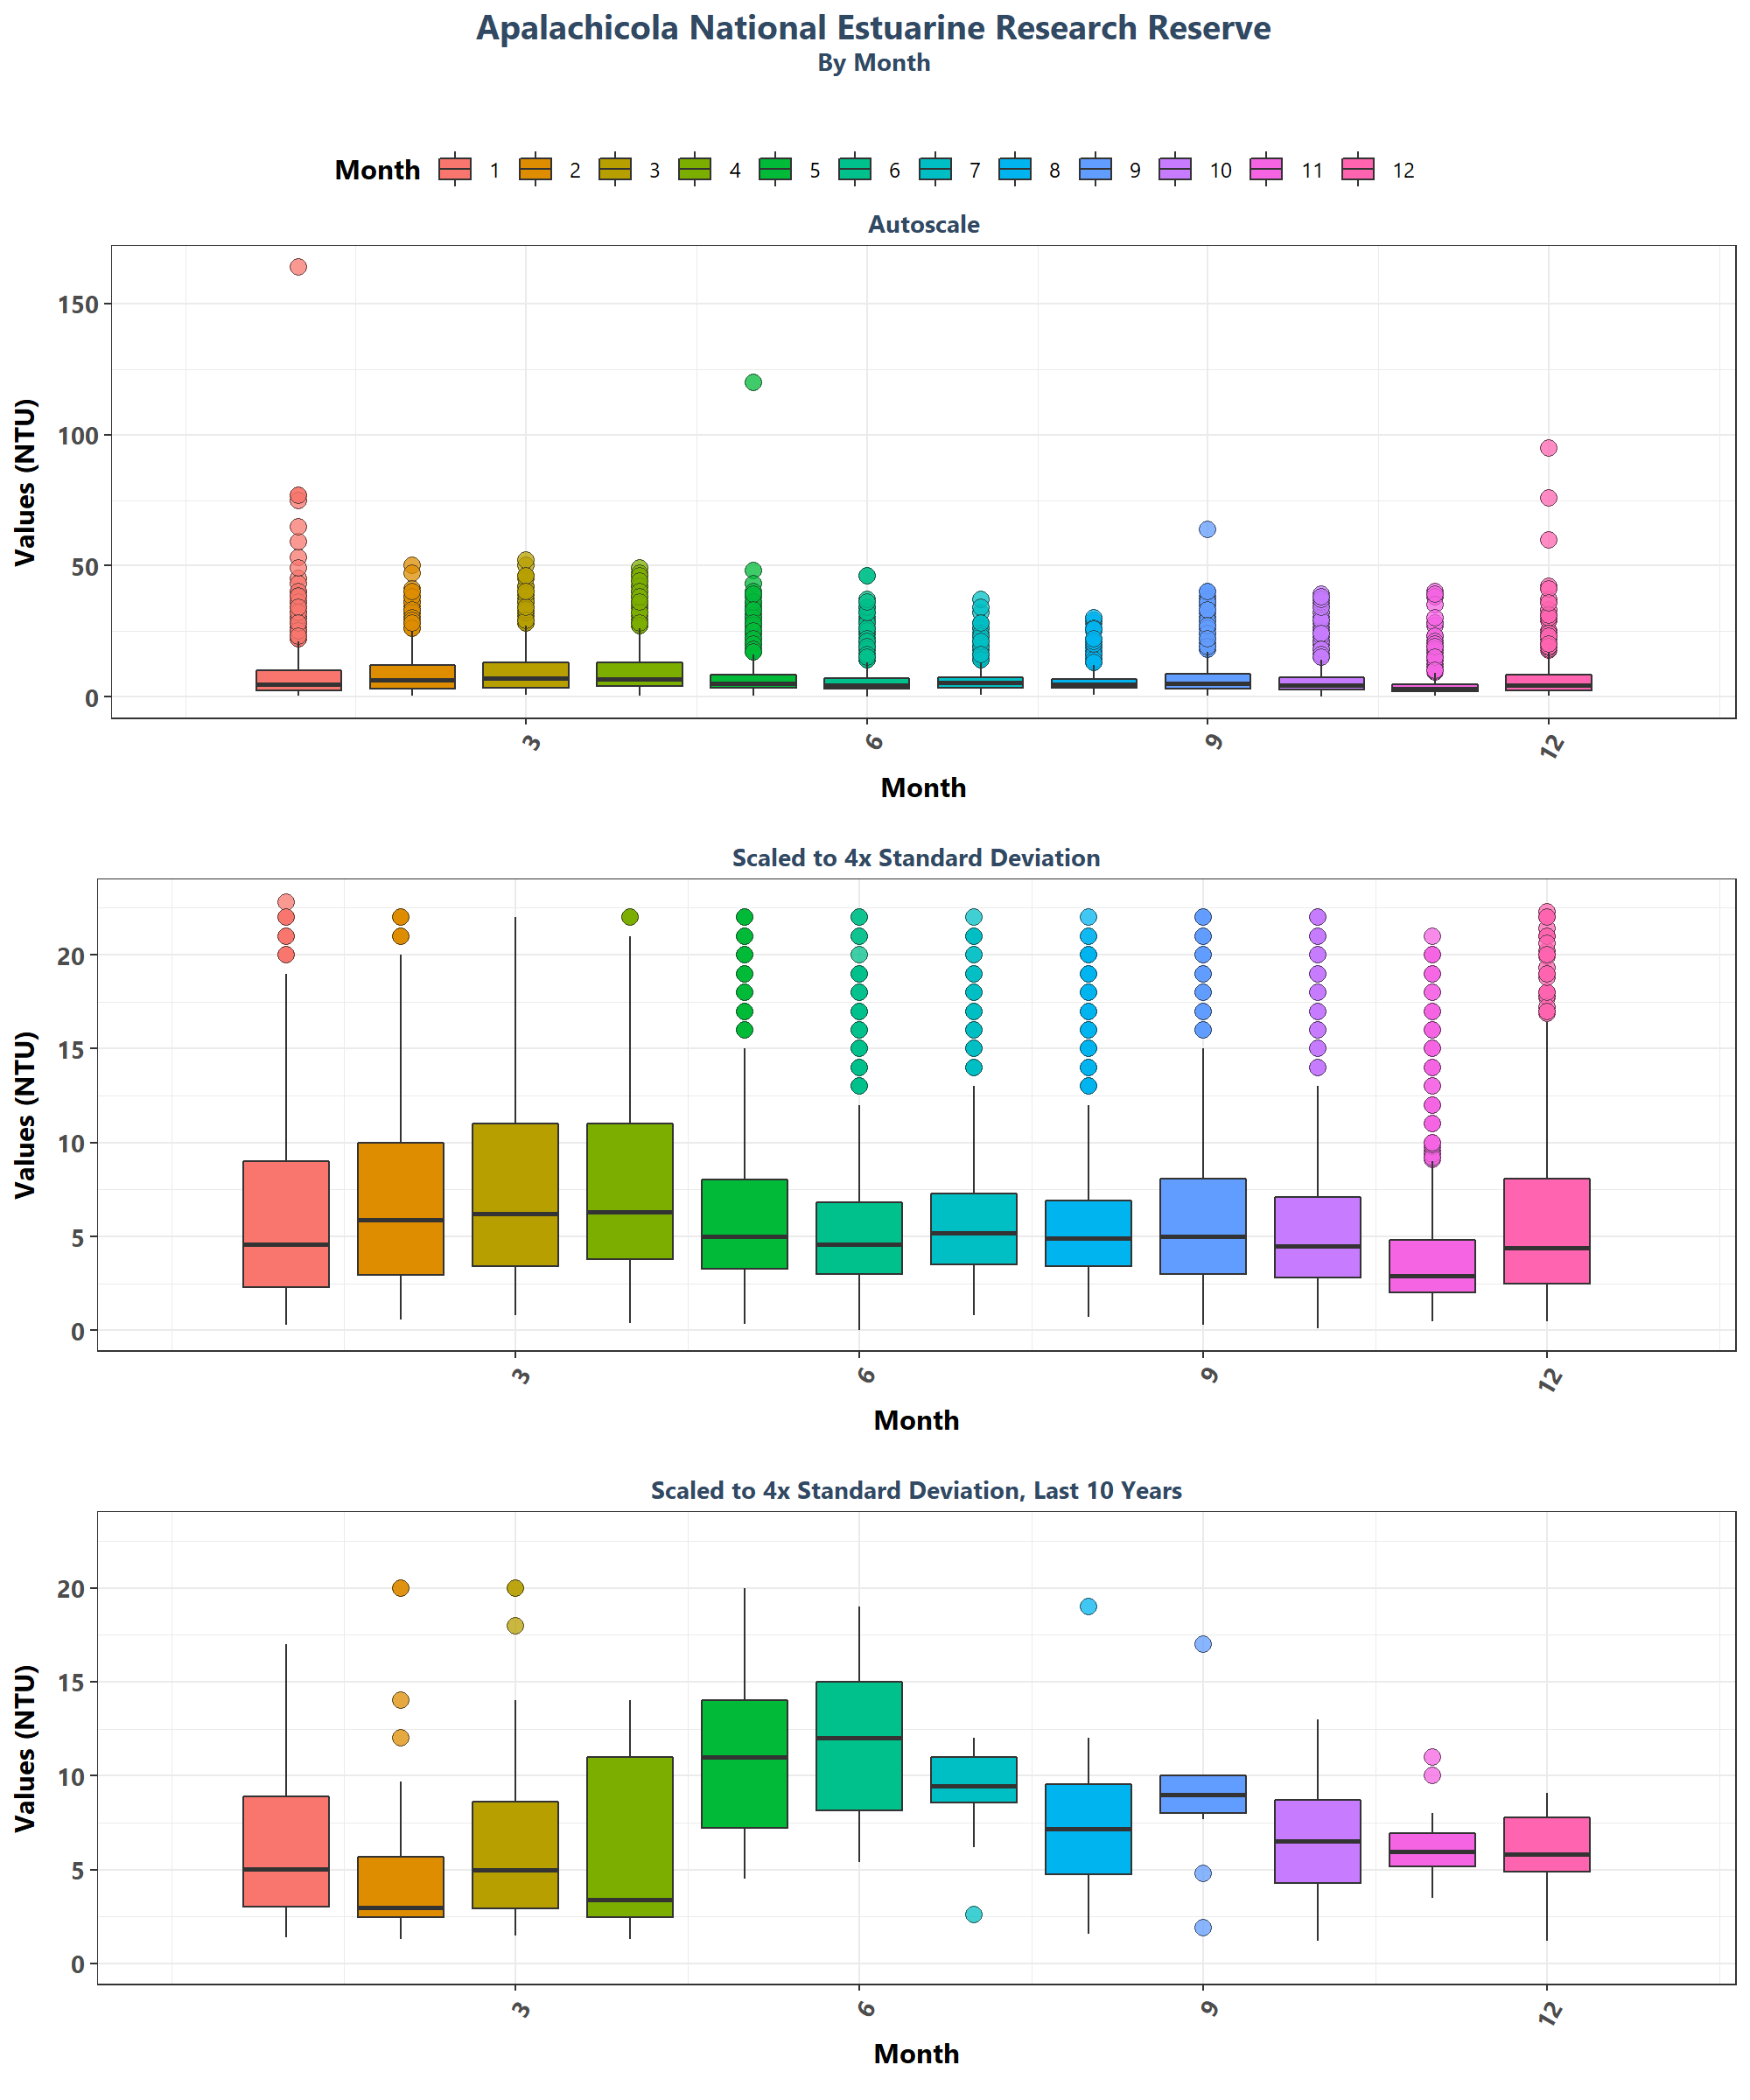 Apalachicola National Estuarine Research Reserve
By Month
Month 1 2 3 4 5 6 7 8 9 10 11 12
Autoscale
Values (NTU)
150
100
50
0
3 6 9 12
Month
Scaled to 4x Standard Deviation
Values (NTU)
20
15
10
5
0
3 6 9 12
Month
Scaled to 4x Standard Deviation, Last 10 Years
Values (NTU)
20
15
10
5
0
3 6 9 12
Month